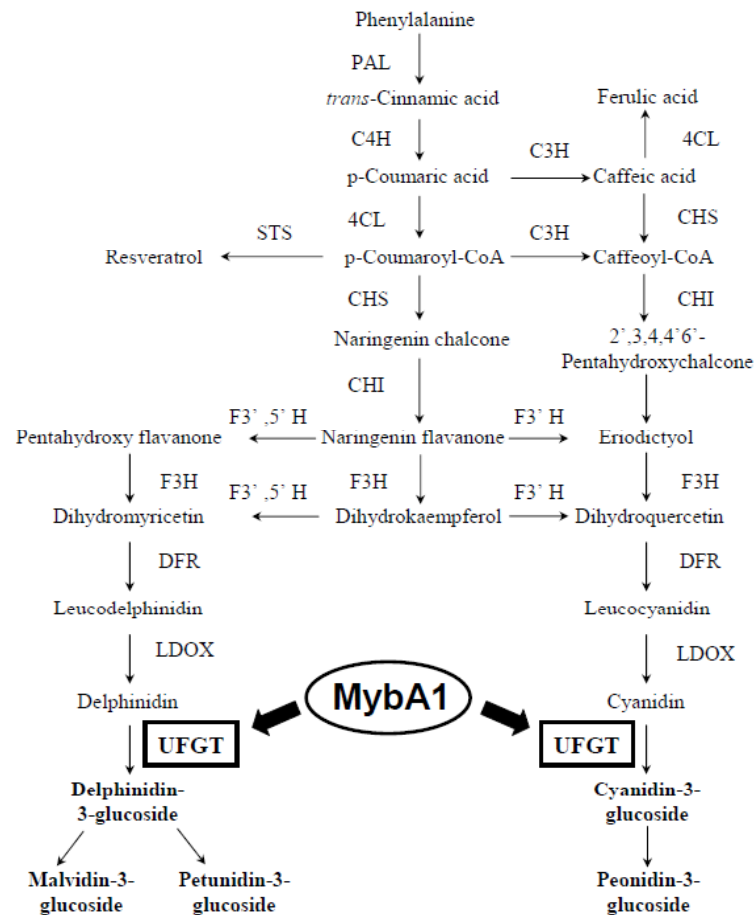 Phenylalanine
PAL
trans-Cinnamic acid
Ferulic acid
C4H
C3H
4CL
p-Coumaric acid
Caffeic acid
4CL
CHS
STS
C3H
Resveratrol
p-Coumaroyl-CoA
Caffeoyl-CoA
CHS
CHI
Naringenin chalcone
2',3,4,4'6'-
Pentahydroxychalcone
CHI
F3' ,5' H
F3' H
Pentahydroxy flavanone
Naringenin flavanone
Eriodictyol
F3H
F3' ,5' H
F3H
F3' H
F3H
Dihydromyricetin
Dihydrokaempferol
Dihydroquercetin
DFR
DFR
Leucodelphinidin
Leucocyanidin
LDOX
LDOX
Delphinidin
MybA1
Cyanidin
UFGT
UFGT
Delphinidin-
3-glucoside
Cyanidin-3-
glucoside
Malvidin-3-
glucoside
Petunidin-3-
glucoside
Peonidin-3-
glucoside